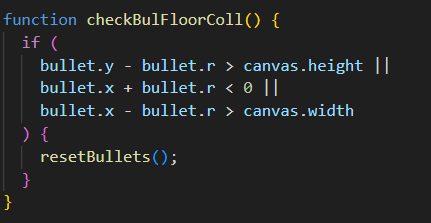 function checkBulFloorColl() {
  if (
    bullet.y - bullet.r > canvas.height ||
    bullet.x + bullet.r < 0 ||
    bullet.x - bullet.r > canvas.width
  ) {
    resetBullets();
  }
}